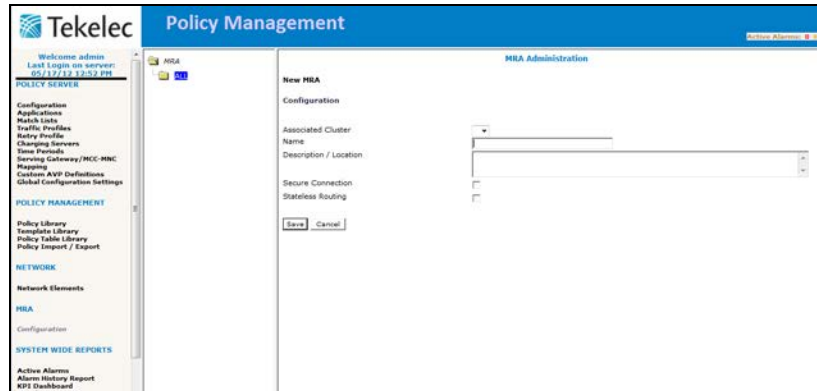 Tekelec
Policy Management
Active Alarms:
Welcome admin
Last Login on server:
05/17/12 12:52 PM
POLICY SERVER
Configuration
Applications
Match Lists
Traffic Profiles
Retry Profile
Charging Servers
Time Periods
Serving Gateway/MCC-MNC
Mapping
Custom AVP Definitions
Global Configuration Settings
POLICY MANAGEMENT
Policy Library
Template Library
Policy Table Library
Policy Import / Export
NETWORK
Network Elements
MRA
Configuration
SYSTEM WIDE REPORTS
Active Alarms
Alarm History Report
KPI Dashboard
MRA
ALL
MRA Administration
New MRA
Configuration
Associated Cluster
Name
Description / Location
Secure Connection
Stateless Routing
Save Cancel